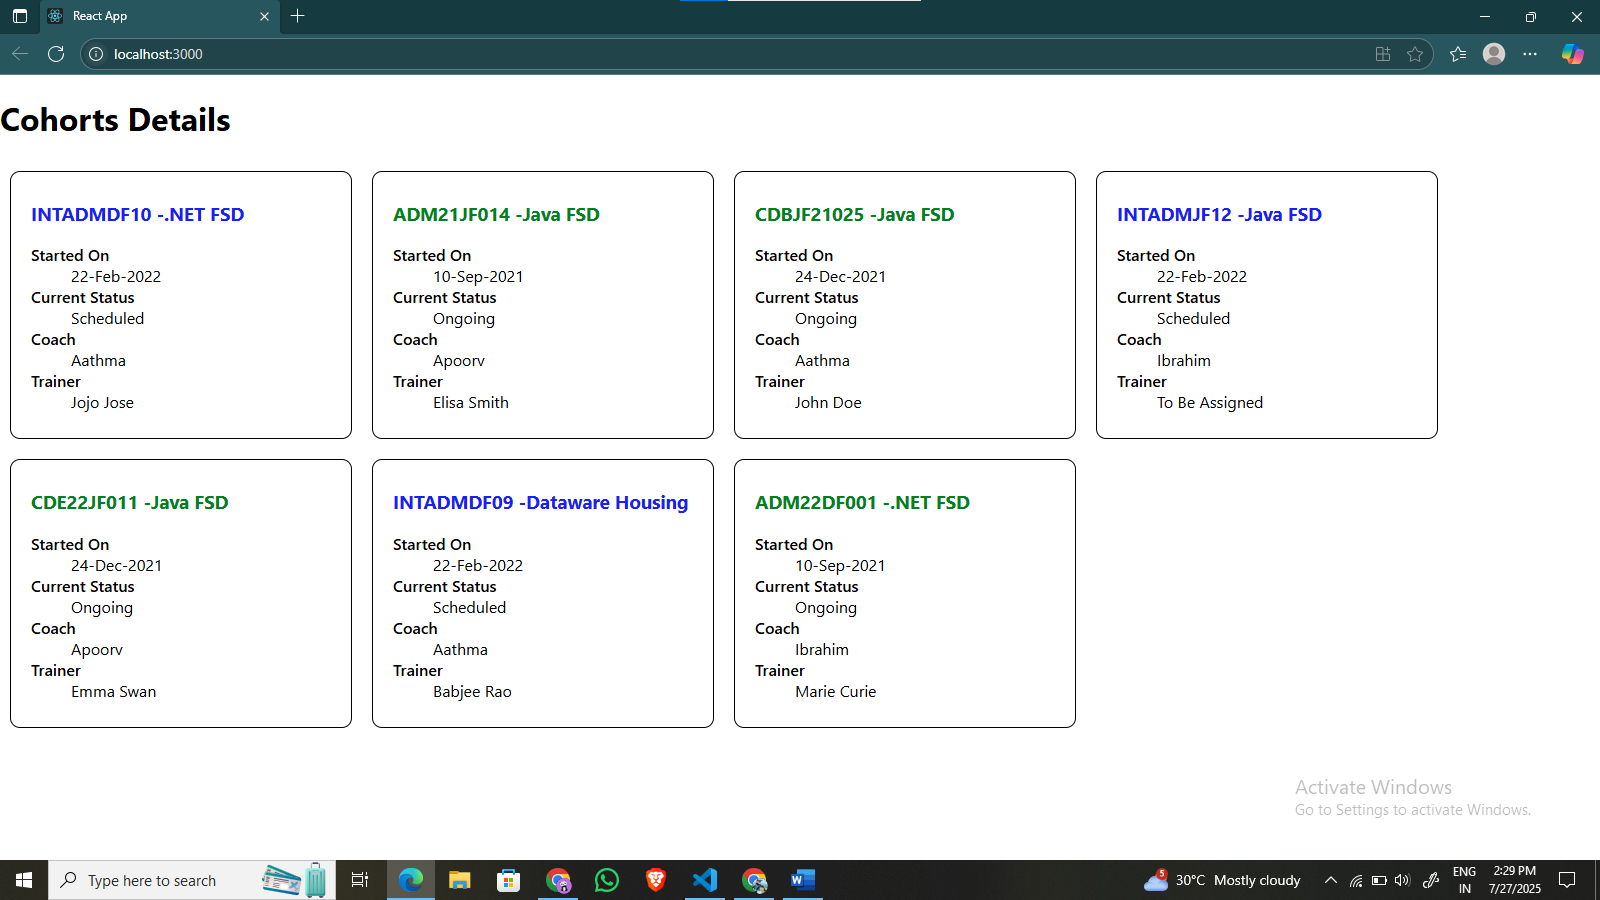 React App
localhost:3000
Cohorts Details
INTADMDF10 -.NET FSD
Started On
22-Feb-2022
Current Status
Scheduled
Coach
Aathma
Trainer
Jojo Jose
ADM21JF014 -Java FSD
Started On
10-Sep-2021
Current Status
Ongoing
Coach
Apoorv
Trainer
Elisa Smith
CDBJF21025 -Java FSD
Started On
24-Dec-2021
Current Status
Ongoing
Coach
Aathma
Trainer
John Doe
INTADMJF12 -Java FSD
Started On
22-Feb-2022
Current Status
Scheduled
Coach
Ibrahim
Trainer
To Be Assigned
CDE22JF011 -Java FSD
Started On
24-Dec-2021
Current Status
Ongoing
Coach
Apoorv
Trainer
Emma Swan
INTADMDF09 -Dataware Housing
Started On
22-Feb-2022
Current Status
Scheduled
Coach
Aathma
Trainer
Babjee Rao
ADM22DF001 -.NET FSD
Started On
10-Sep-2021
Current Status
Ongoing
Coach
Ibrahim
Trainer
Marie Curie
Activate Windows
Go to Settings to activate Windows.
Type here to search
5
30°C Mostly cloudy
ENG
IN
2:29 PM
7/27/2025